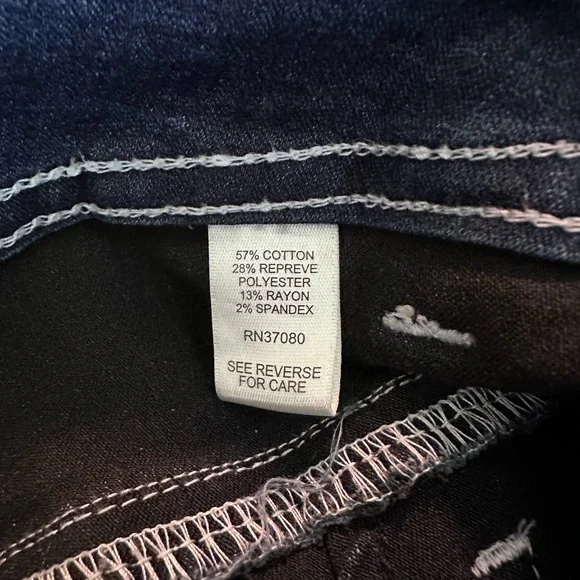 57% COTTON
28% REPREVE
POLYESTER
13% RAYON
2% SPANDEX
RN37080
SEE REVERSE
FOR CARE